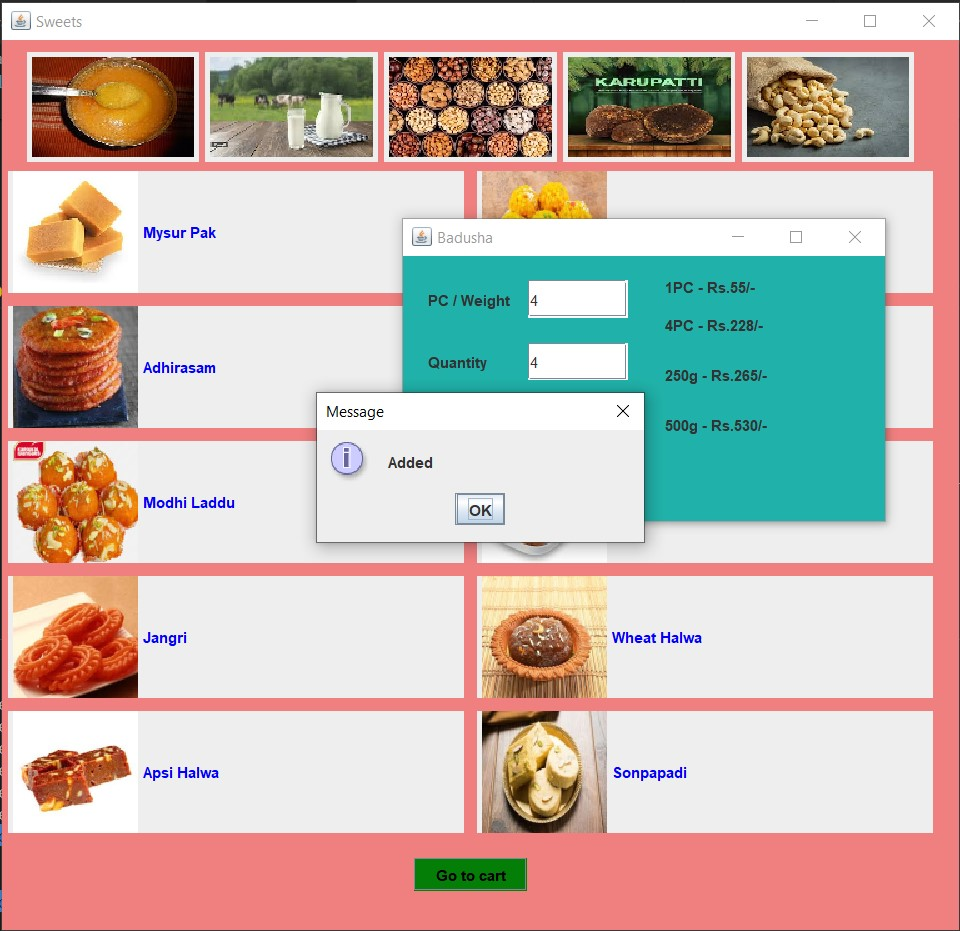 Sweets
KARUPATTI
Mysur Pak
Badusha
PC / Weight
4
1PC - Rs.55/-
4PC - Rs.228/-
Quantity
4
250g - Rs.265/-
500g - Rs.530/-
Adhirasam
Message
Added
OK
Modhi Laddu
Jangri
Wheat Halwa
Apsi Halwa
Sonpapadi
Go to cart